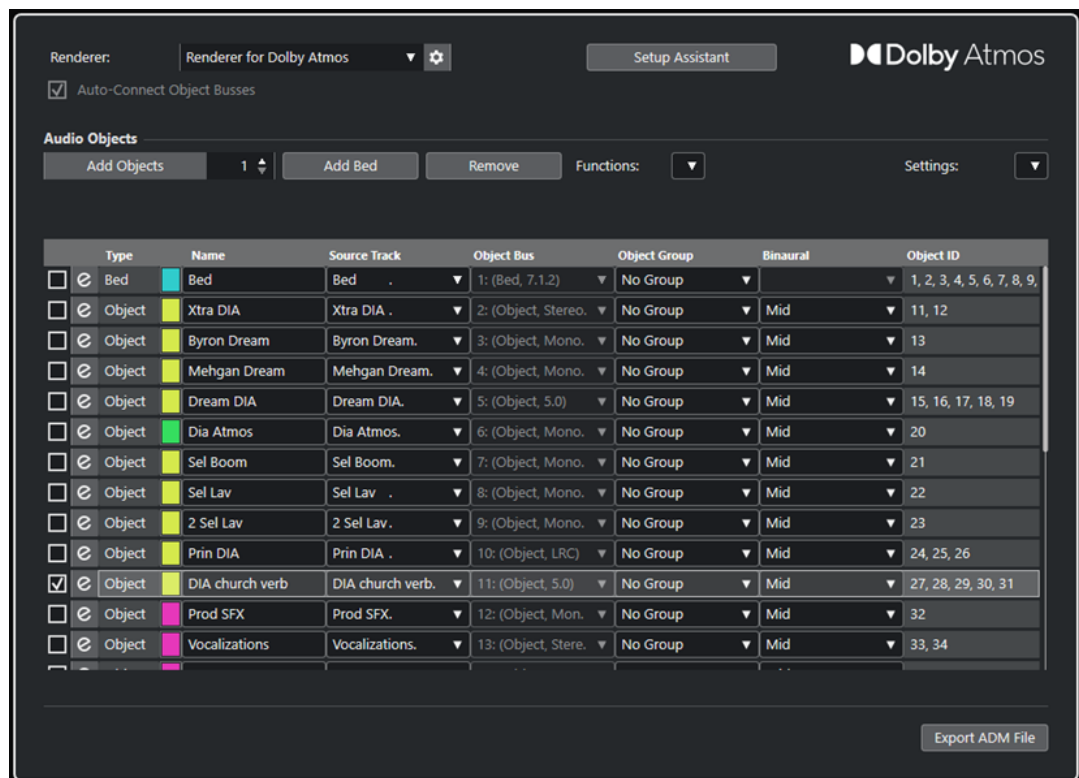 Renderer: Renderer for Dolby Atmos Setup Assistant Dolby Atmos
Auto-Connect Object Busses
Audio Objects
Add Objects 1 Add Bed Remove Functions: Settings:
Type Name Source Track Object Bus Object Group Binaural Object ID
e Bed Bed Bed . 1: (Bed, 7.1.2) No Group 1, 2, 3, 4, 5, 6, 7, 8, 9,
e Object Xtra DIA Xtra DIA . 2: (Object, Stereo. No Group Mid 11, 12
e Object Byron Dream Byron Dream. 3: (Object, Mono. No Group Mid 13
e Object Mehgan Dream Mehgan Dream. 4: (Object, Mono. No Group Mid 14
e Object Dream DIA Dream DIA. 5: (Object, 5.0) No Group Mid 15, 16, 17, 18, 19
e Object Dia Atmos Dia Atmos. 6: (Object, Mono. No Group Mid 20
e Object Sel Boom Sel Boom. 7: (Object, Mono. No Group Mid 21
e Object Sel Lav Sel Lav . 8: (Object, Mono. No Group Mid 22
e Object 2 Sel Lav 2 Sel Lav. 9: (Object, Mono. No Group Mid 23
e Object Prin DIA Prin DIA . 10: (Object, LRC) No Group Mid 24, 25, 26
e Object DIA church verb DIA church verb. 11: (Object, 5.0) No Group Mid 27, 28, 29, 30, 31
e Object Prod SFX Prod SFX. 12: (Object, Mon. No Group Mid 32
e Object Vocalizations Vocalizations. 13: (Object, Stere. No Group Mid 33, 34
Export ADM File